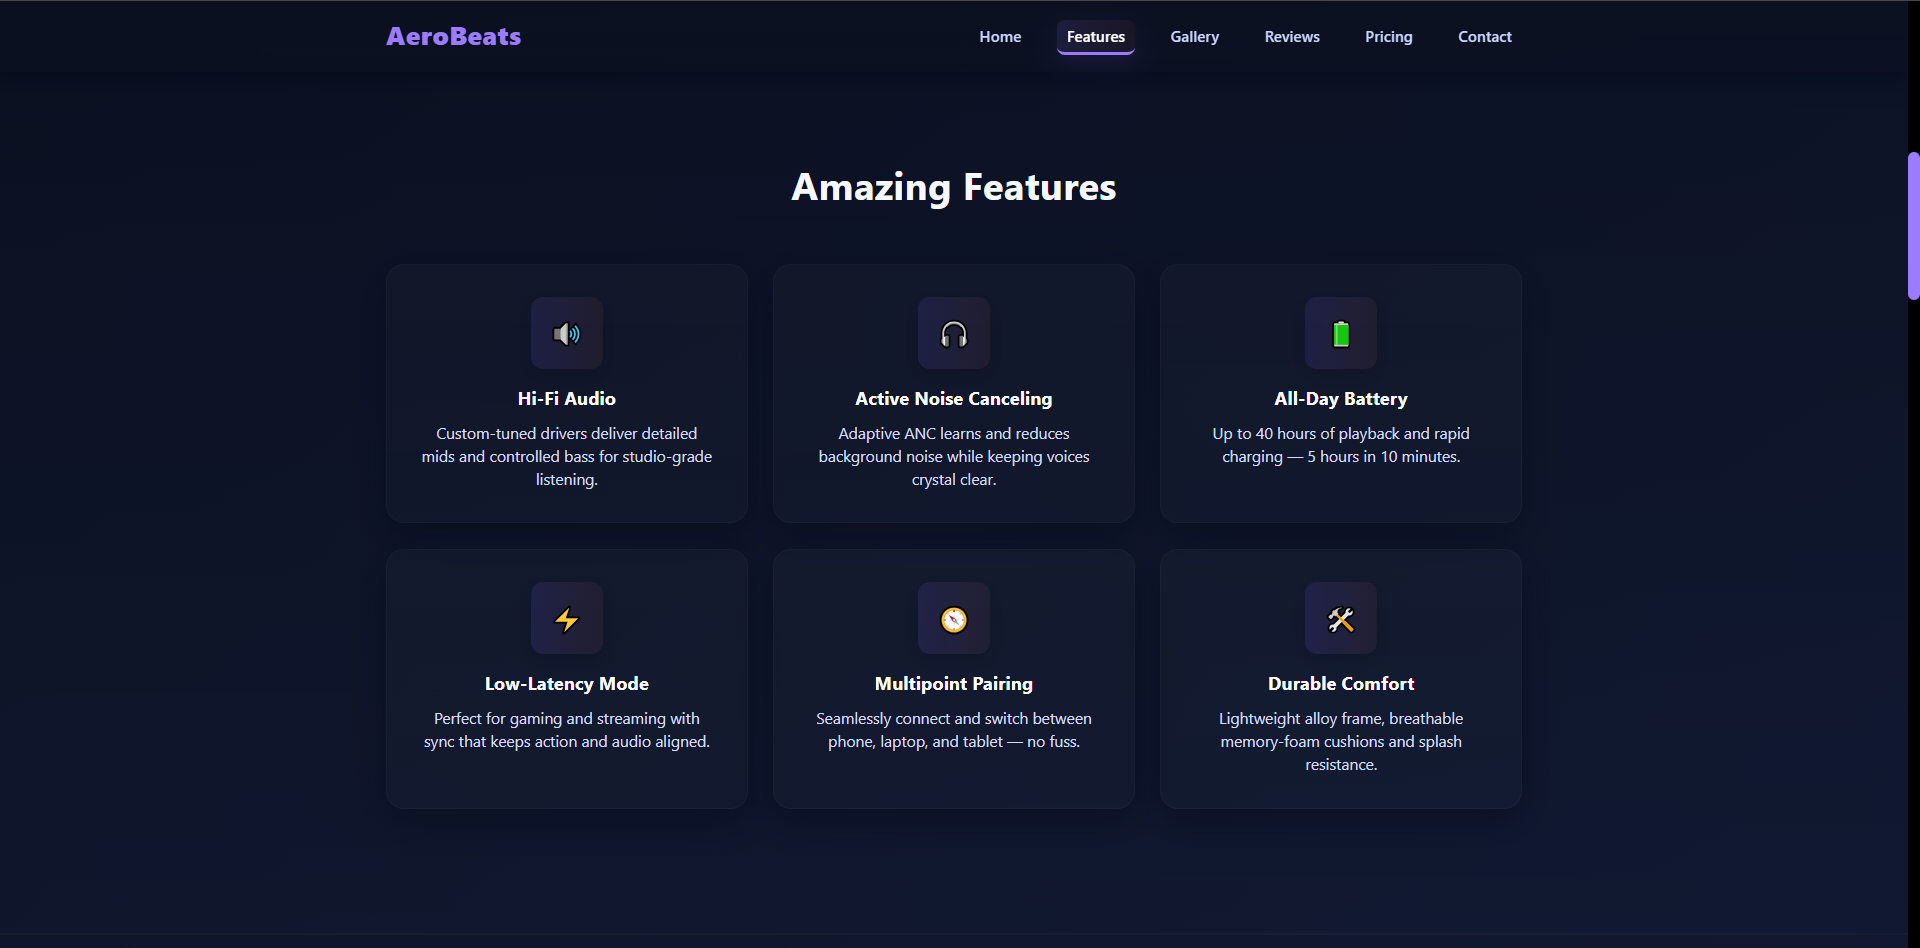 AeroBeats
Home
Features
Gallery
Reviews
Pricing
Contact
Amazing Features
Hi-Fi Audio
Custom-tuned drivers deliver detailed
mids and controlled bass for studio-grade
listening.
Active Noise Canceling
Adaptive ANC learns and reduces
background noise while keeping voices
crystal clear.
All-Day Battery
Up to 40 hours of playback and rapid
charging — 5 hours in 10 minutes.
Low-Latency Mode
Perfect for gaming and streaming with
sync that keeps action and audio aligned.
Multipoint Pairing
Seamlessly connect and switch between
phone, laptop, and tablet — no fuss.
Durable Comfort
Lightweight alloy frame, breathable
memory-foam cushions and splash
resistance.